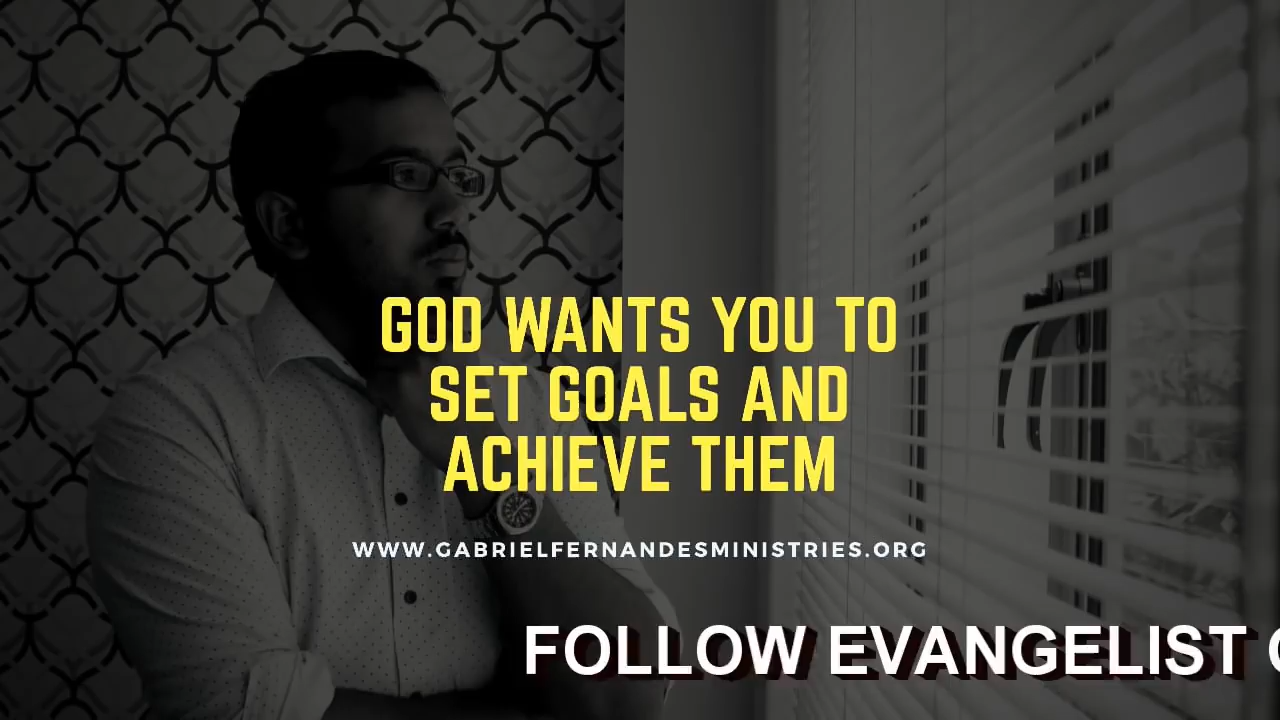 GOD WANTS YOU TO
SET GOALS AND
ACHIEVE THEM
WWW.GABRIELFERNANDESMINISTRIES.ORG
FOLLOW EVANGELIST